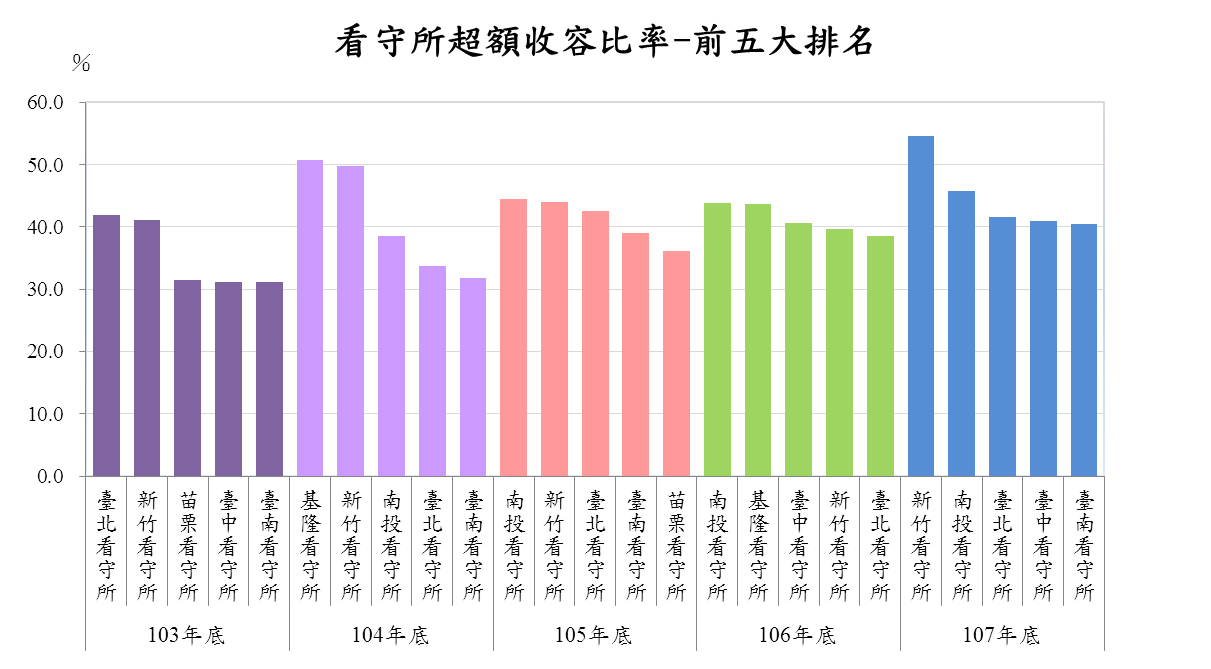 看守所超額收容比率-前五大排名
%
60.0
50.0
40.0
30.0
20.0
10.0
0.0
臺北看守所
新竹看守所
苗栗看守所
臺中看守所
臺南看守所
基隆看守所
新竹看守所
南投看守所
臺北看守所
臺南看守所
南投看守所
新竹看守所
臺北看守所
臺南看守所
苗栗看守所
南投看守所
基隆看守所
臺中看守所
新竹看守所
臺北看守所
新竹看守所
南投看守所
臺北看守所
臺中看守所
臺南看守所
103年底
104年底
105年底
106年底
107年底